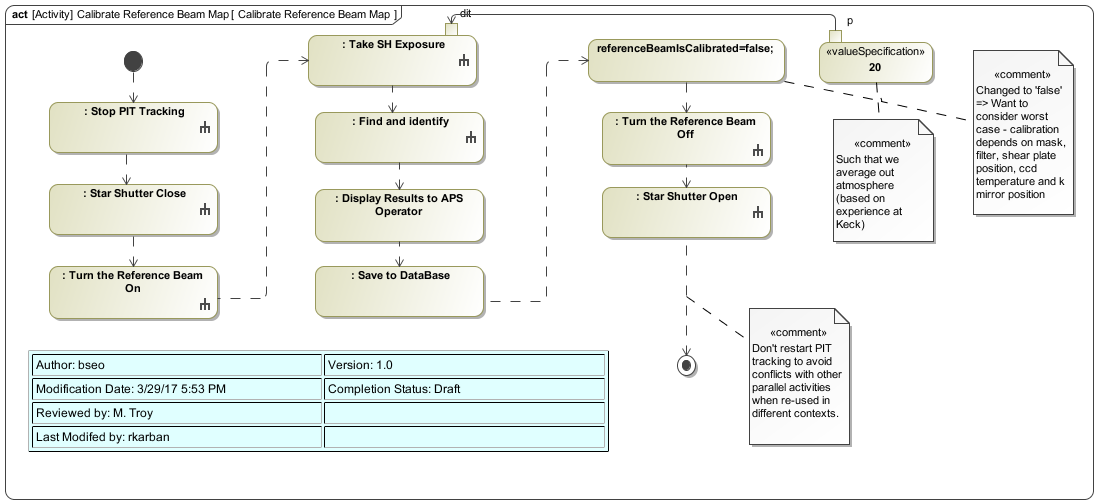 act [Activity] Calibrate Reference Beam Map [ Calibrate Reference Beam Map ]
dit
p
: Stop PIT Tracking
: Star Shutter Close
: Turn the Reference Beam
On
: Take SH Exposure
: Find and identify
: Display Results to APS
Operator
: Save to DataBase
referenceBeamIsCalibrated=false;
: Turn the Reference Beam
Off
: Star Shutter Open
«valueSpecification»
20
«comment»
Such that we
average out
atmosphere
(based on
experience at
Keck)
«comment»
Changed to 'false'
=> Want to
consider worst
case - calibration
depends on mask,
filter, shear plate
position, ccd
temperature and k
mirror position
«comment»
Don't restart PIT
tracking to avoid
conflicts with other
parallel activities
when re-used in
different contexts.
Author: bseo
Version: 1.0
Modification Date: 3/29/17 5:53 PM
Completion Status: Draft
Reviewed by: M. Troy
Last Modifed by: rkarban